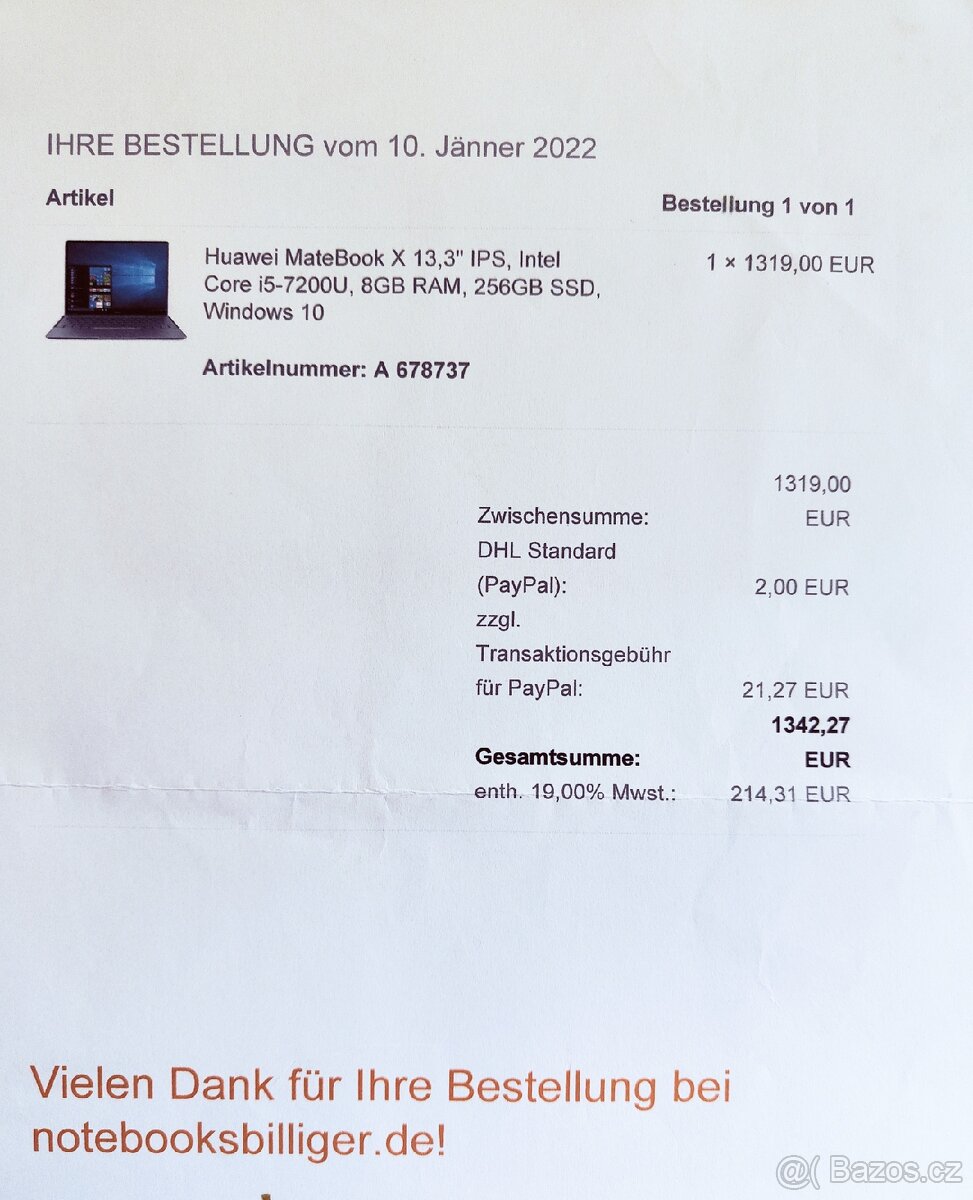 IHRE BESTELLUNG vom 10. Jänner 2022
Artikel
Bestellung 1 von 1
Huawei MateBook X 13,3" IPS, Intel
Core i5-7200U, 8GB RAM, 256GB SSD,
Windows 10
1 × 1319,00 EUR
Artikelnummer: A 678737
1319,00
Zwischensumme: EUR
DHL Standard
(PayPal): 2,00 EUR
zzgl.
Transaktionsgebühr
für PayPal: 21,27 EUR
1342,27
Gesamtsumme: EUR
enth. 19,00% Mwst.: 214,31 EUR
Vielen Dank für Ihre Bestellung bei
notebooksbilliger.de!
@( Bazos.cz